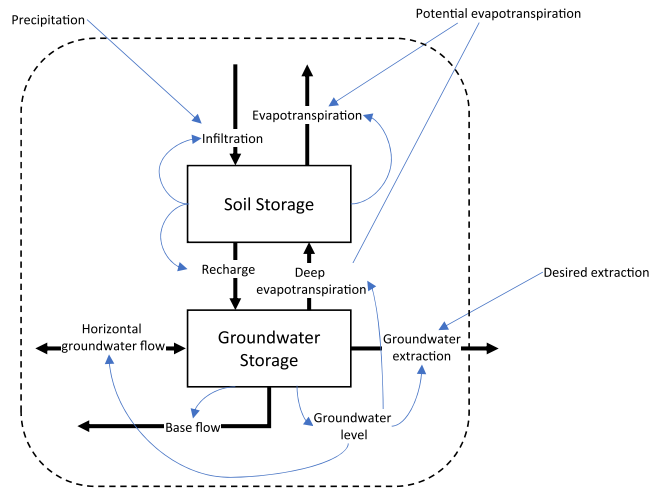 Precipitation
Potential evapotranspiration
Evapotranspiration
Infiltration
Soil Storage
Recharge
Deep
evapotranspiration
Desired extraction
Horizontal
groundwater flow
Groundwater
Storage
Groundwater
extraction
Base flow
Groundwater
level